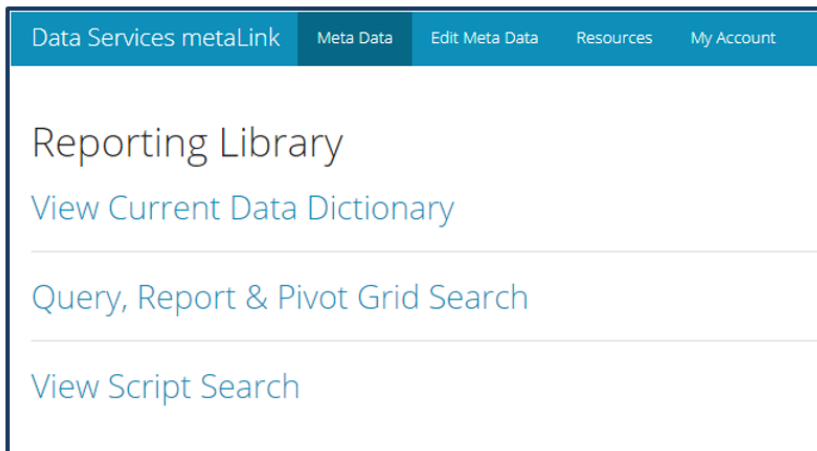 Data Services metaLink Meta Data Edit Meta Data Resources My Account
Reporting Library
View Current Data Dictionary
Query, Report & Pivot Grid Search
View Script Search